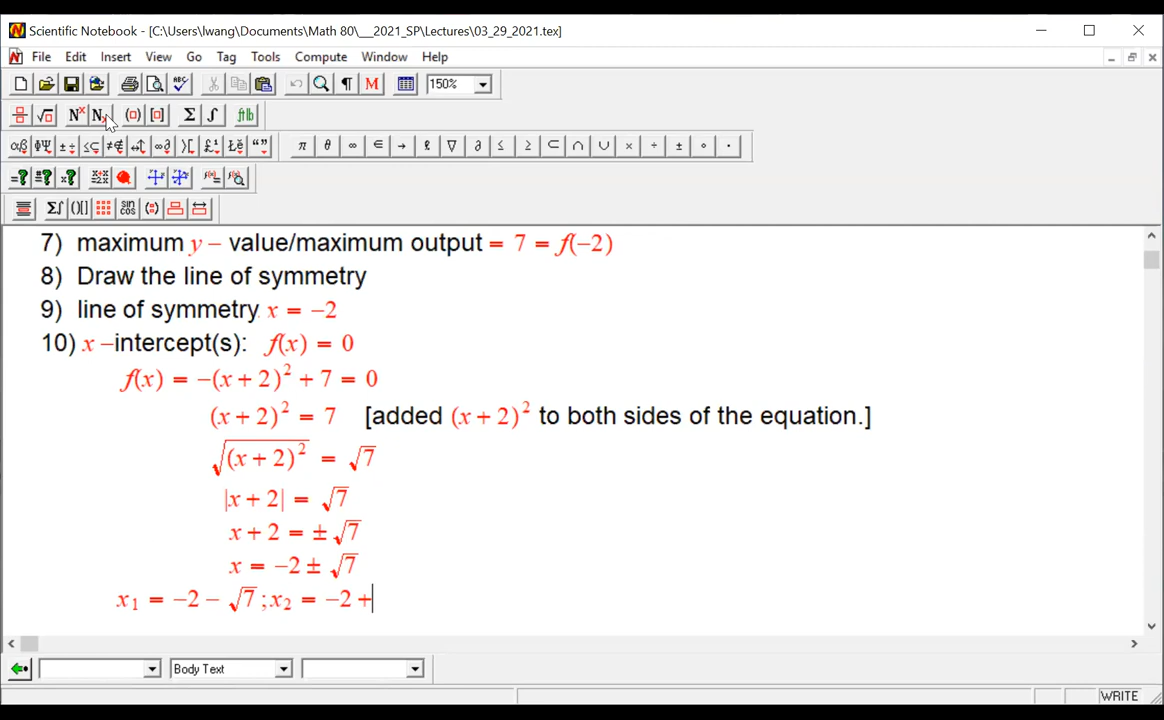 Scientific Notebook - [C:\Users\lwang\Documents\Math 80\__2021_SP\Lectures\03_29_2021.tex]
File Edit Insert View Go Tag Tools Compute Window Help
150%
7) maximum y − value/maximum output = 7 = f(−2)
8) Draw the line of symmetry
9) line of symmetry x = −2
10) x −intercept(s): f(x) = 0
f(x) = −(x + 2)² + 7 = 0
(x + 2)² = 7 [added (x + 2)² to both sides of the equation.]
√(x + 2)² = √7
|x + 2| = √7
x + 2 = ± √7
x = −2 ± √7
x₁ = −2 − √7 ; x₂ = −2 +
Body Text
WRITE